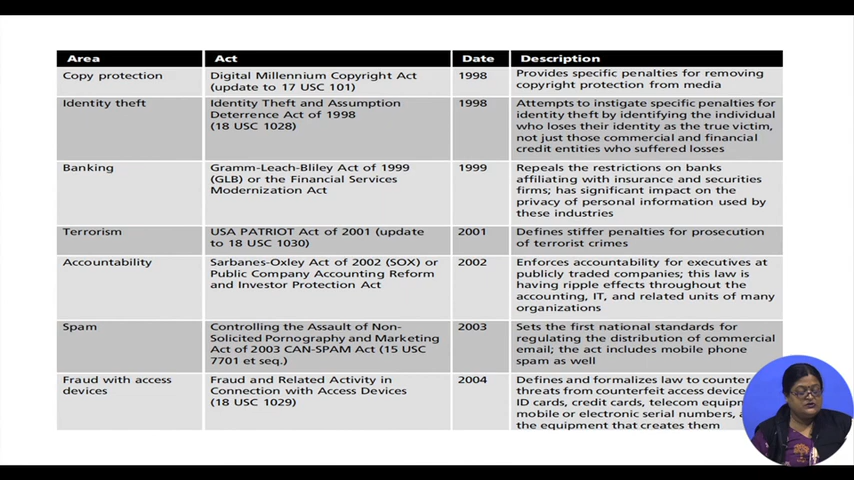 Area Act Date Description
Copy protection Digital Millennium Copyright Act 1998 Provides specific penalties for removing
(update to 17 USC 101) copyright protection from media
Identity theft Identity Theft and Assumption 1998 Attempts to instigate specific penalties for
Deterrence Act of 1998 identity theft by identifying the individual
(18 USC 1028) who loses their identity as the true victim,
not just those commercial and financial
credit entities who suffered losses
Banking Gramm-Leach-Bliley Act of 1999 1999 Repeals the restrictions on banks
(GLB) or the Financial Services affiliating with insurance and securities
Modernization Act firms; has significant impact on the
privacy of personal information used by
these industries
Terrorism USA PATRIOT Act of 2001 (update 2001 Defines stiffer penalties for prosecution
to 18 USC 1030) of terrorist crimes
Accountability Sarbanes-Oxley Act of 2002 (SOX) or 2002 Enforces accountability for executives at
Public Company Accounting Reform publicly traded companies; this law is
and Investor Protection Act having ripple effects throughout the
accounting, IT, and related units of many
organizations
Spam Controlling the Assault of Non- 2003 Sets the first national standards for
Solicited Pornography and Marketing regulating the distribution of commercial
Act of 2003 CAN-SPAM Act (15 USC email; the act includes mobile phone
7701 et seq.) spam as well
Fraud with access Fraud and Related Activity in 2004 Defines and formalizes law to counter
devices Connection with Access Devices threats from counterfeit access
(18 USC 1029) ID cards, credit cards, telecom
mobile or electronic serial numbers,
the equipment that creates them